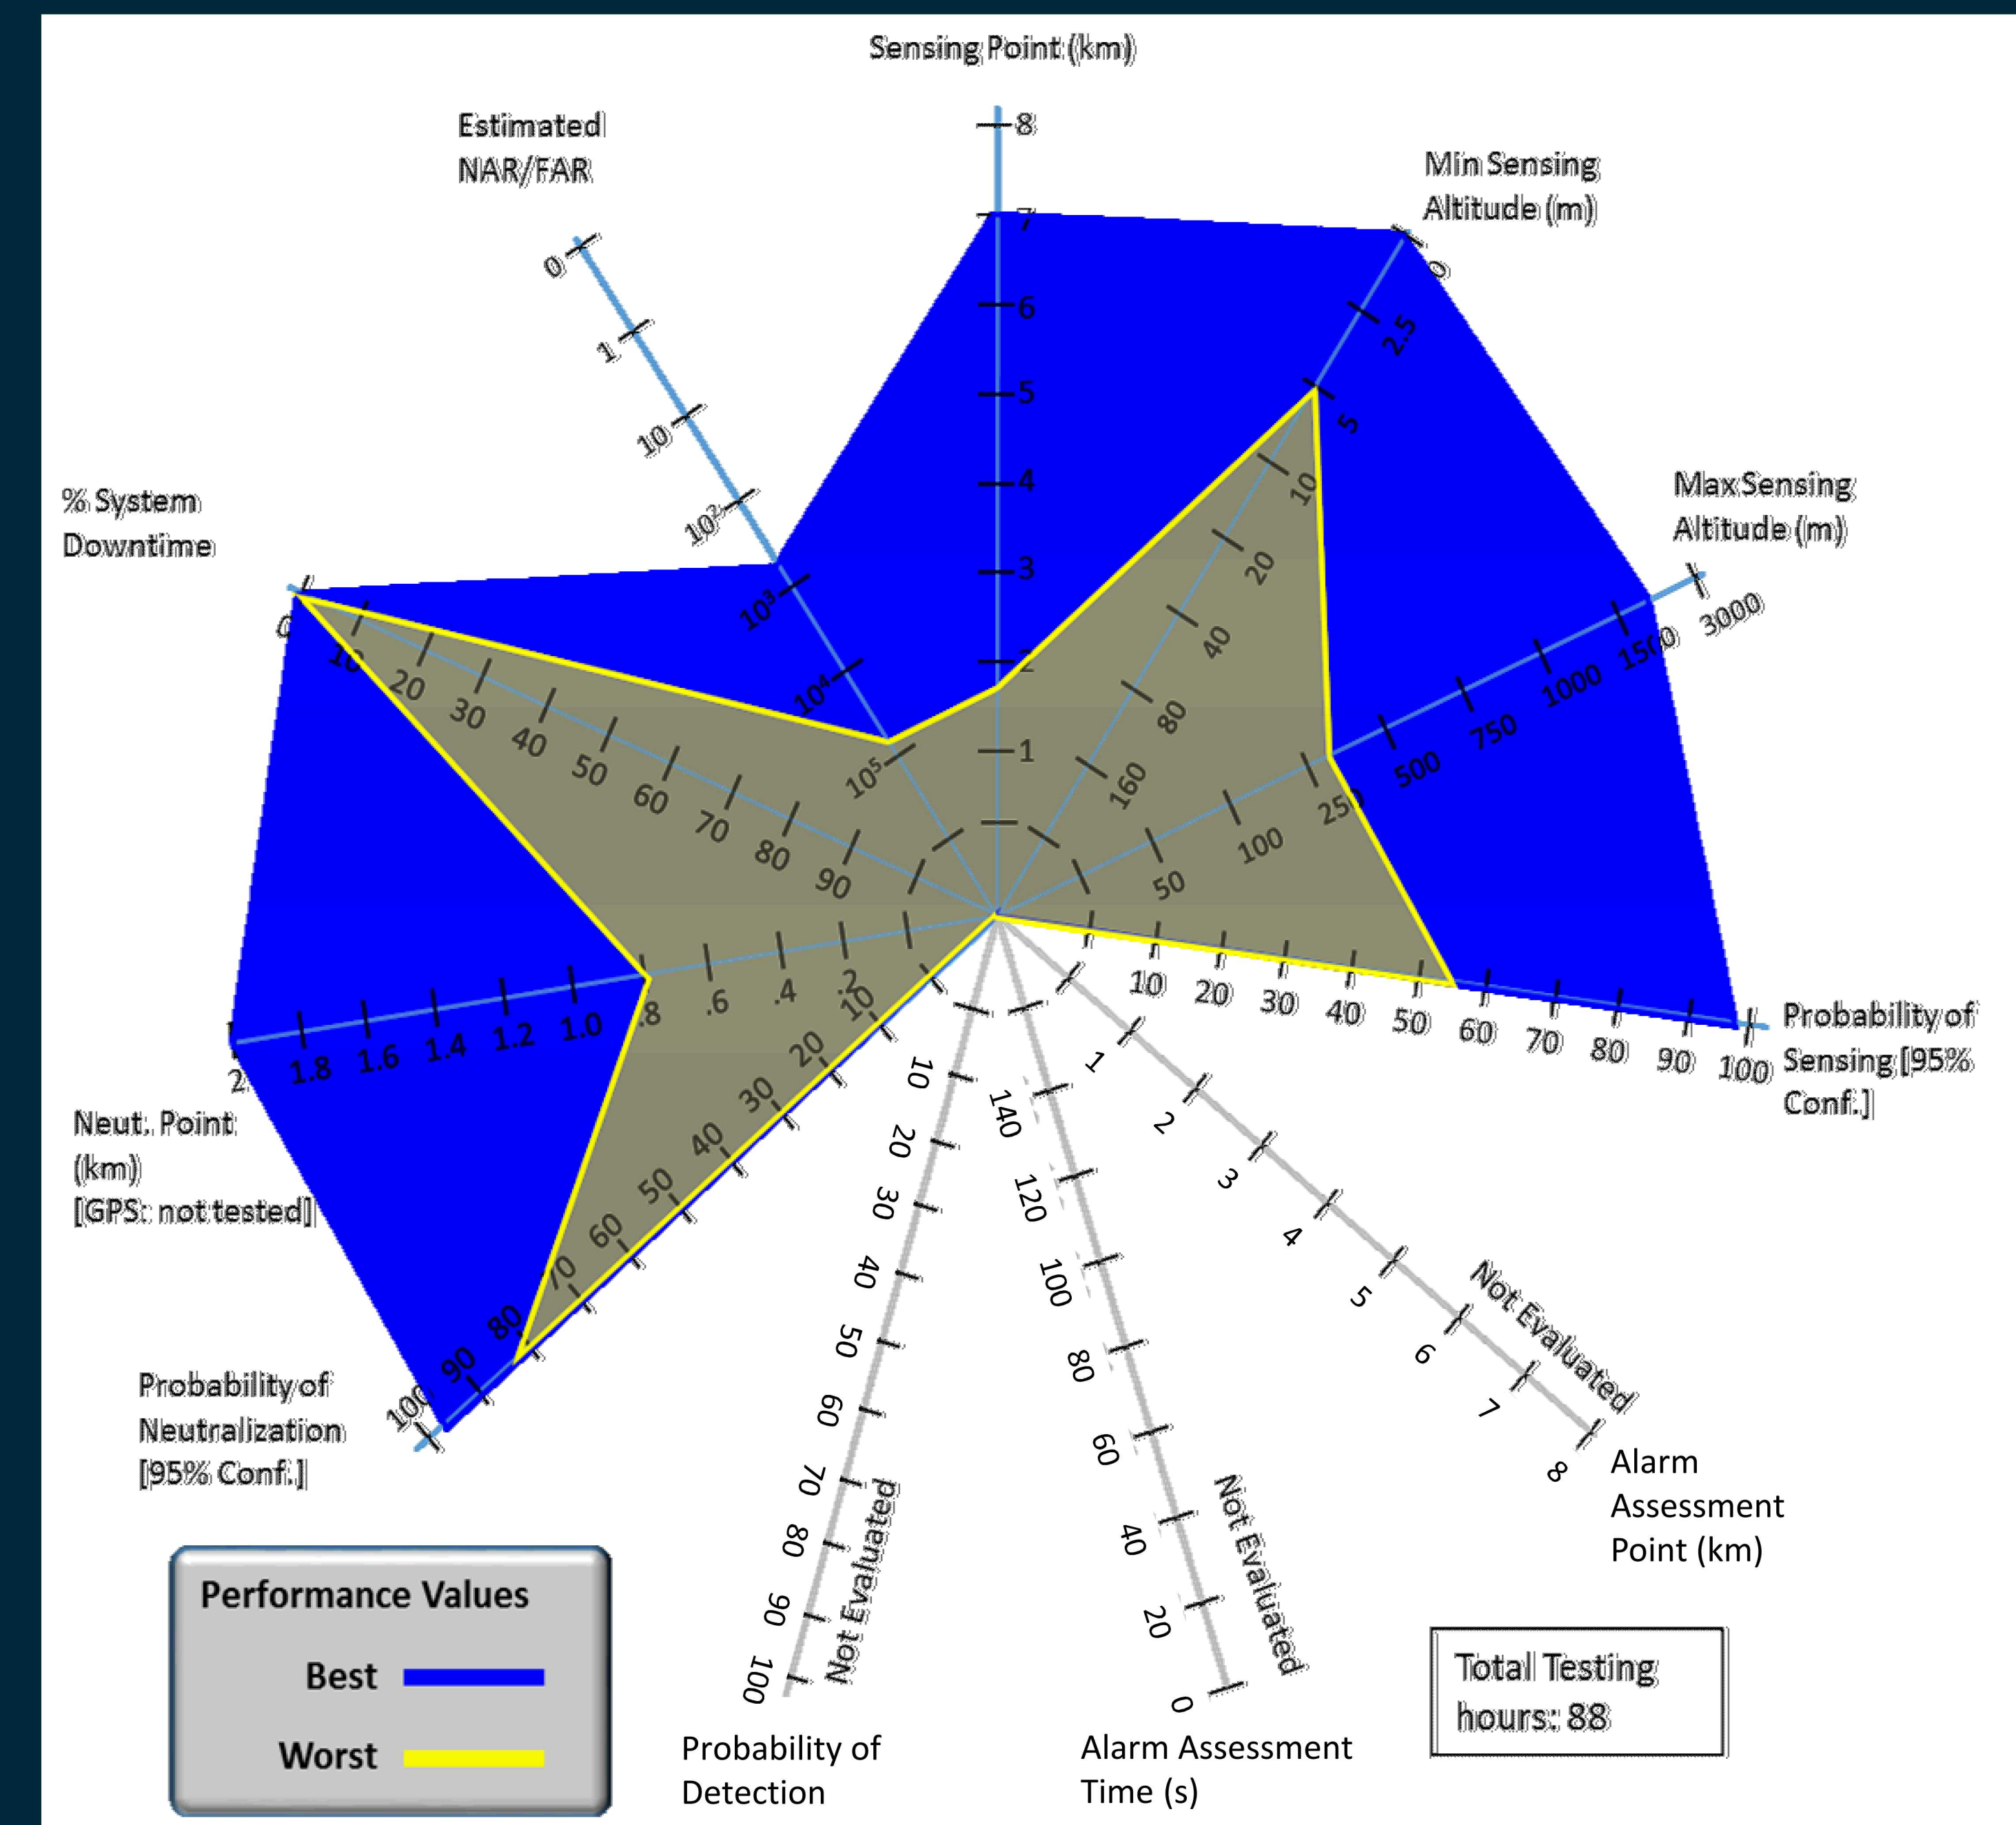 Sensing Point (km)
8
7
6
5
4
3
2
1
Min Sensing
Altitude (m)
0
2.5
5
10
20
40
80
160
Max Sensing
Altitude (m)
3000
1500
1000
750
500
250
100
50
Probability of
Sensing [95%
Conf.]
10
20
30
40
50
60
70
80
90
100
Alarm
Assessment
Point (km)
Not Evaluated
1
2
3
4
5
6
7
8
Alarm Assessment
Time (s)
Not Evaluated
140
120
100
80
60
40
20
0
Probability of
Detection
Not Evaluated
10
20
30
40
50
60
70
80
90
100
Probability of
Neutralization
[95% Conf.]
10
20
30
40
50
60
70
80
90
100
Neut. Point
(km)
[GPS: not tested]
2
1.8
1.6
1.4
1.2
1.0
.8
.6
.4
.2
% System
Downtime
0
10
20
30
40
50
60
70
80
90
Estimated
NAR/FAR
0
1
10
10²
10³
10⁴
10⁵
Performance Values
Best
Worst
Total Testing
hours: 88